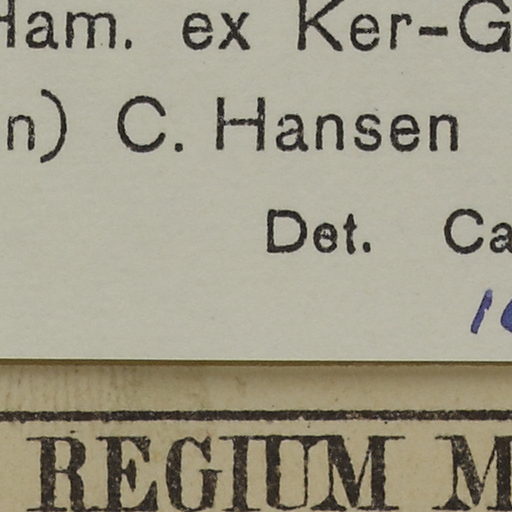 Ham. ex Ker-G
n) C. Hansen
Det. Ca
REGIUM M